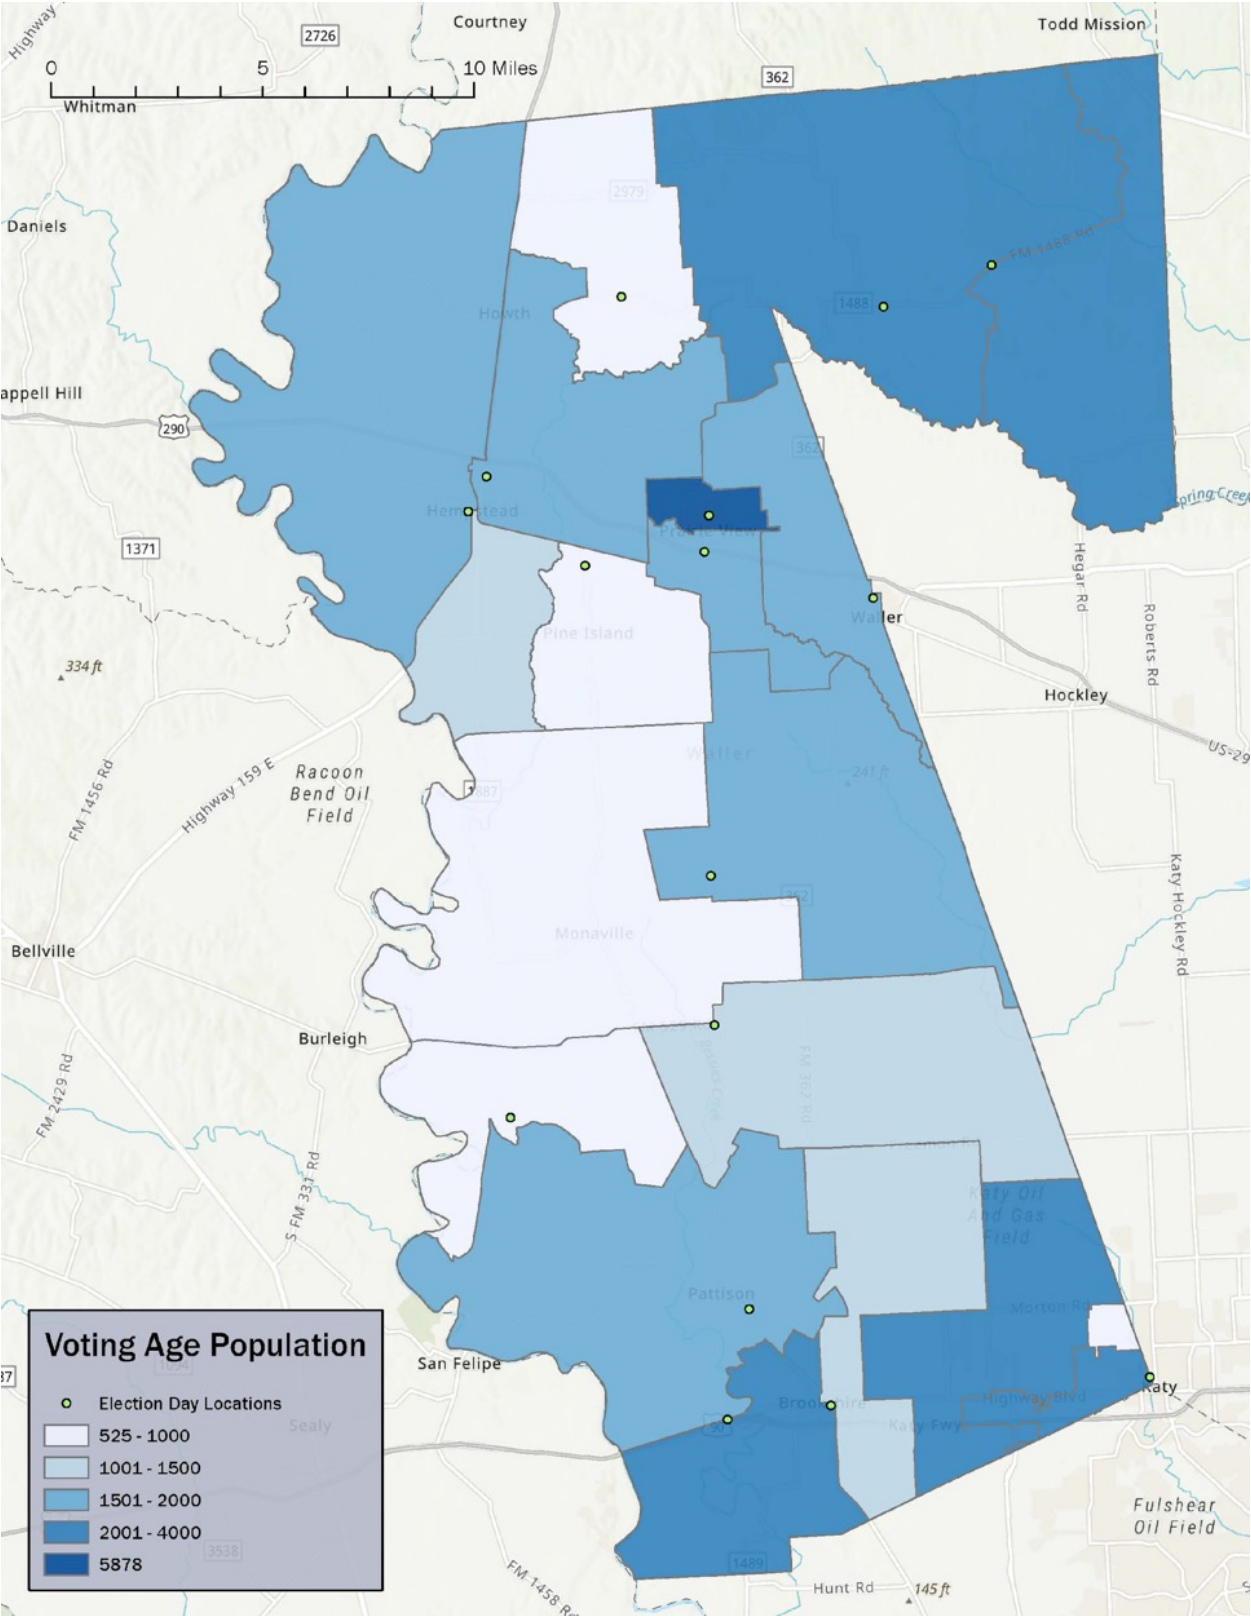 Highway
2726
Courtney
Todd Mission
0 5 10 Miles
362
Whitman
2979
Daniels
FM 1488 Rd
1488
Howth
appell Hill
290
362
Spring Creek
Hempstead
Prairie View
1371
Hegar Rd
Waller
Roberts Rd
Pine Island
334 ft
Hockley
US-29
Waller
241 ft
Racoon
Bend Oil
Field
1887
Highway 159 E
FM 1456 Rd
362
Katy Hockley Rd
Monaville
Bellville
Burleigh
FM 362 Rd
FM 2429 Rd
S FM 331 Rd
Katy Oil
And Gas
Field
Pattison
Morton Rd
Voting Age Population
San Felipe
1094
37
Katy
Election Day Locations
Brookshire
Highway Blvd
525 - 1000
Sealy
90
Katy Fwy
1001 - 1500
1501 - 2000
Fulshear
Oil Field
2001 - 4000
3538
5878
1489
FM 1458 Rd
Hunt Rd
145 ft